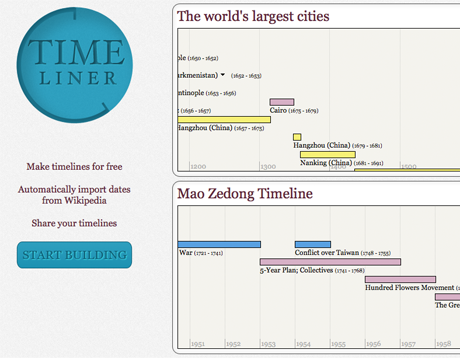 TIME
LINER
Make timelines for free
Automatically import dates
from Wikipedia
Share your timelines
START BUILDING
The world's largest cities
ple (1650 - 1652)
arkmenistan) (1652 - 1653)
ntinople (1653 - 1656)
(1656 - 1657)
Cairo (1675 - 1679)
Hangzhou (China) (1657 - 1675)
Hangzhou (China) (1679 - 1681)
Nanking (China) (1681 - 1691)
1200 1300 1400 1500
Mao Zedong Timeline
War (1721 - 1741)
Conflict over Taiwan (1748 - 1755)
5-Year Plan; Collectives (1741 - 1768)
Hundred Flowers Movement (
The Gre
1951 1952 1953 1954 1955 1956 1957 1958